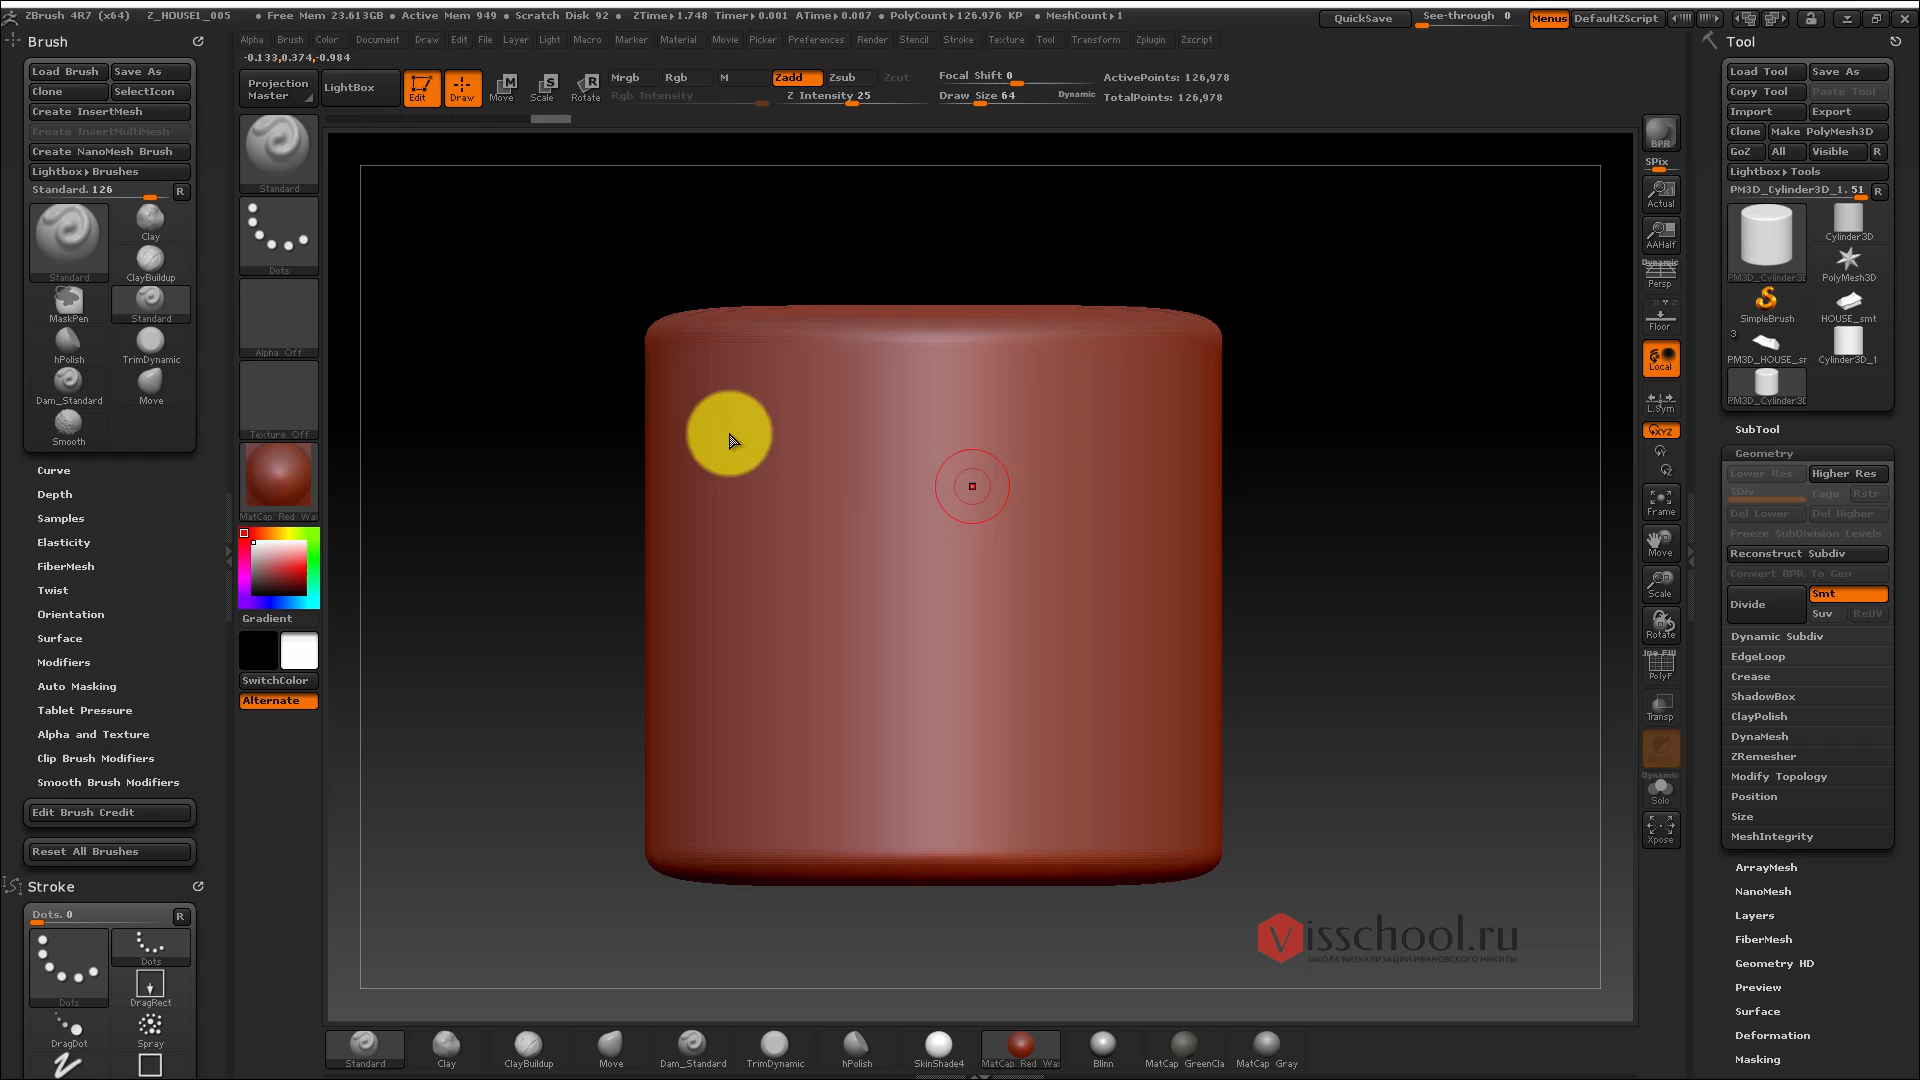 ZBrush 4R7 (x64) Z_HOUSE1_005 • Free Mem 23.613GB • Active Mem 949 • Scratch Disk 92 • ZTime▸1.748 Timer▸0.001 ATime▸0.007 • PolyCount▸126.976 KP • MeshCount▸1
QuickSave See-through 0 Menus DefaultZScript
Brush
Alpha Brush Color Document Draw Edit File Layer Light Macro Marker Material Movie Picker Preferences Render Stencil Stroke Texture Tool Transform Zplugin Zscript
Tool
-0.133,0.374,-0.984
Load Brush Save As
Clone SelectIcon
Create InsertMesh
Create InsertMultiMesh
Create NanoMesh Brush
Lightbox▸Brushes
Standard. 126 R
Standard
Clay
ClayBuildup
MaskPen
Standard
hPolish
TrimDynamic
Dam_Standard
Move
Smooth
Curve
Depth
Samples
Elasticity
FiberMesh
Twist
Orientation
Surface
Modifiers
Auto Masking
Tablet Pressure
Alpha and Texture
Clip Brush Modifiers
Smooth Brush Modifiers
Edit Brush Credit
Reset All Brushes
Stroke
Dots. 0 R
Dots
Dots
DragRect
DragDot
Spray
Projection
Master
LightBox
Edit
Draw
Move
Scale
Rotate
Mrgb Rgb M
Rgb Intensity
Zadd Zsub Zcut
Z Intensity 25
Focal Shift 0
Draw Size 64 Dynamic
ActivePoints: 126,978
TotalPoints: 126,978
Standard
Dots
Alpha Off
Texture Off
MatCap Red Wa
Gradient
SwitchColor
Alternate
Visschool.ru
ШКОЛА ВИЗУАЛИЗАЦИИ ИВАНОВСКОГО НИКИТЫ
Standard Clay ClayBuildup Move Dam_Standard TrimDynamic hPolish SkinShade4 MatCap Red Wa Blinn MatCap GreenCla MatCap Gray
BPR
SPix
Actual
AAHalf
Dynamic
Persp
Floor
Local
L.Sym
XYZ
Y
Z
Frame
Move
Scale
Rotate
PolyF
Transp
Dynamic
Solo
Xpose
Load Tool Save As
Copy Tool Paste Tool
Import Export
Clone Make PolyMesh3D
GoZ All Visible R
Lightbox▸Tools
PM3D_Cylinder3D_1. 51 R
PM3D_Cylinder3D
Cylinder3D
PolyMesh3D
SimpleBrush
HOUSE_smt
3
PM3D_HOUSE_sr
Cylinder3D_1
PM3D_Cylinder3D
SubTool
Geometry
Lower Res Higher Res
SDiv Cage Rstr
Del Lower Del Higher
Freeze SubDivision Levels
Reconstruct Subdiv
Convert BPR To Geo
Divide Smt
Suv ReUV
Dynamic Subdiv
EdgeLoop
Crease
ShadowBox
ClayPolish
DynaMesh
ZRemesher
Modify Topology
Position
Size
MeshIntegrity
ArrayMesh
NanoMesh
Layers
FiberMesh
Geometry HD
Preview
Surface
Deformation
Masking